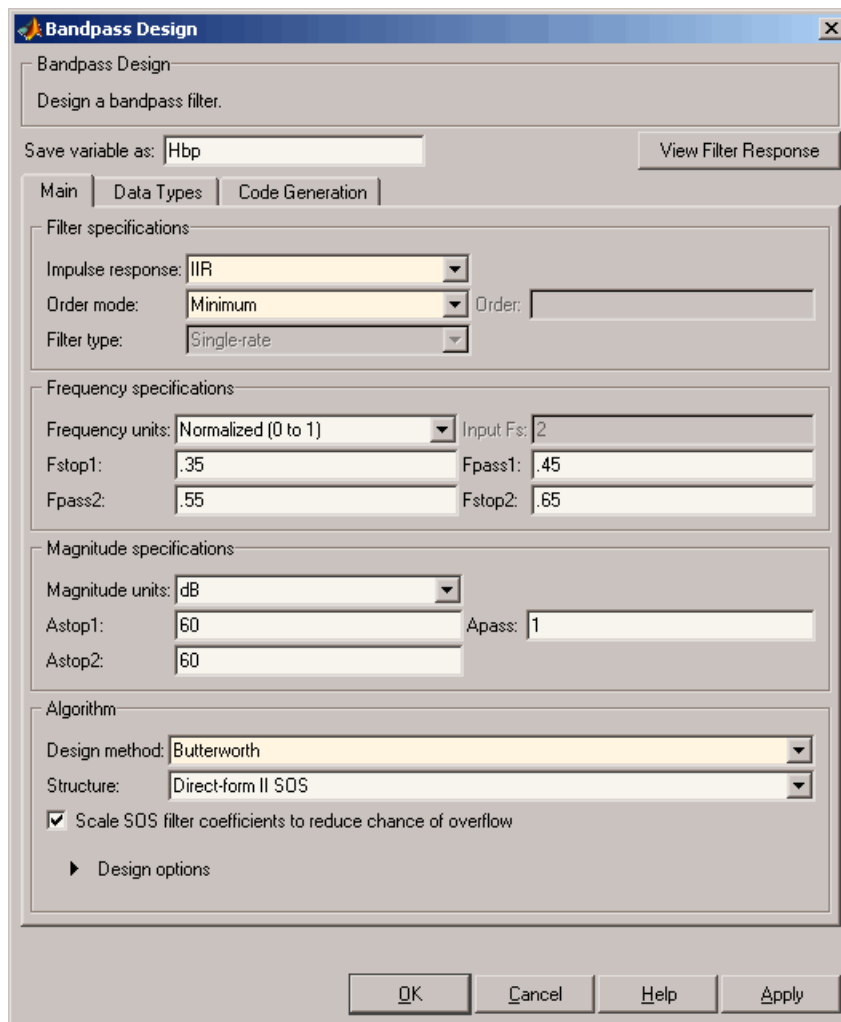 Bandpass Design
Bandpass Design
Design a bandpass filter.
Save variable as: Hbp View Filter Response
Main Data Types Code Generation
Filter specifications
Impulse response: IIR
Order mode: Minimum Order:
Filter type: Single-rate
Frequency specifications
Frequency units: Normalized (0 to 1) Input Fs: 2
Fstop1: .35 Fpass1: .45
Fpass2: .55 Fstop2: .65
Magnitude specifications
Magnitude units: dB
Astop1: 60 Apass: 1
Astop2: 60
Algorithm
Design method: Butterworth
Structure: Direct-form II SOS
Scale SOS filter coefficients to reduce chance of overflow
Design options
OK Cancel Help Apply